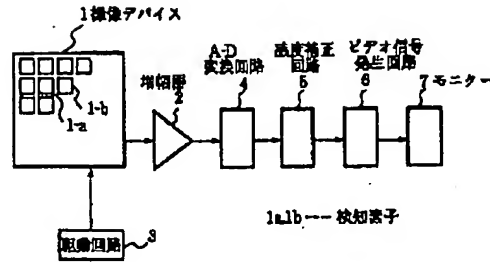 1 撮像デバイス
1-b
1-a
増幅器
2
A-D
変換回路
4
感度補正
回路
5
ビデオ信号
発生回路
6
7 モニター
1a,1b--- 検知素子
駆動回路
3